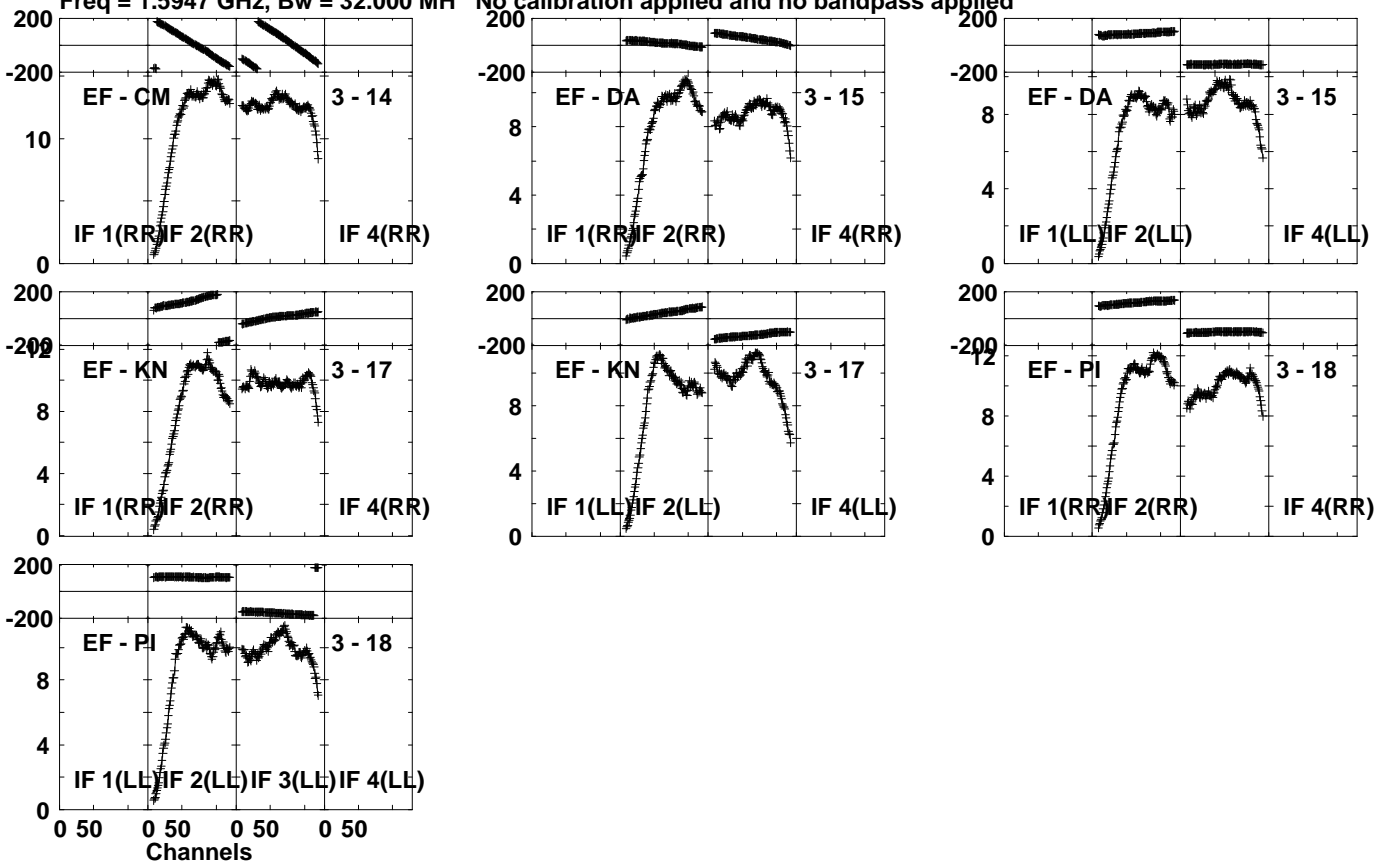 Freq = 1.5947 GHz, Bw = 32.000 MH No calibration applied and no bandpass applied
200
-200
EF - CM 3 - 14
10
IF 1(RR) IF 2(RR) IF 4(RR)
0
200
-200
EF - DA 3 - 15
8
4
IF 1(RR) IF 2(RR) IF 4(RR)
0
200
-200
EF - DA 3 - 15
8
4
IF 1(LL) IF 2(LL) IF 4(LL)
0
200
-200
12
EF - KN 3 - 17
8
4
IF 1(RR) IF 2(RR) IF 4(RR)
0
200
-200
EF - KN 3 - 17
8
4
IF 1(LL) IF 2(LL) IF 4(LL)
0
200
-200
12
EF - PI 3 - 18
8
4
IF 1(RR) IF 2(RR) IF 4(RR)
0
200
-200
EF - PI 3 - 18
8
4
IF 1(LL) IF 2(LL) IF 3(LL) IF 4(LL)
0
0 50 0 50 0 50 0 50
Channels